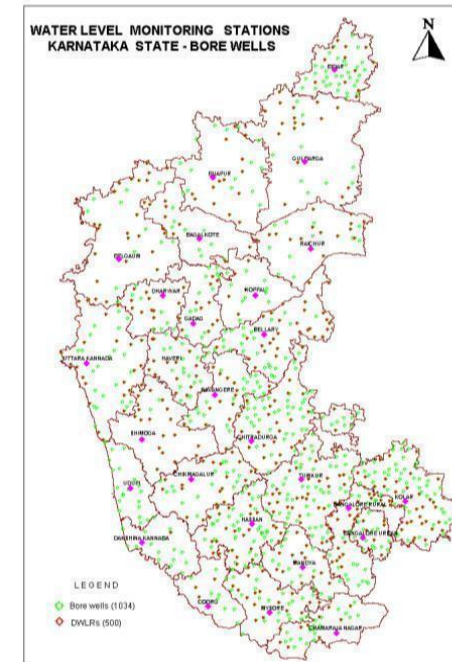 WATER LEVEL MONITORING STATIONS
KARNATAKA STATE - BORE WELLS
N
BIDAR
GULBARGA
BIJAPUR
BAGALKOTE
RAICHUR
BELGAUM
DHARWAR
KOPPAL
GADAG
BELLARY
UTTARA KANNADA
HAVERI
DAVANGERE
SHIMOGA
CHITRADURGA
CHIKMAGALUR
TUMKUR
UDUPI
KOLAR
BANGALORE RURAL
HASSAN
BANGALORE URBAN
DAKSHINA KANNADA
MANDYA
COORG
MYSORE
CHAMARAJA NAGAR
LEGEND
Bore wells (1034)
DWLRs (500)